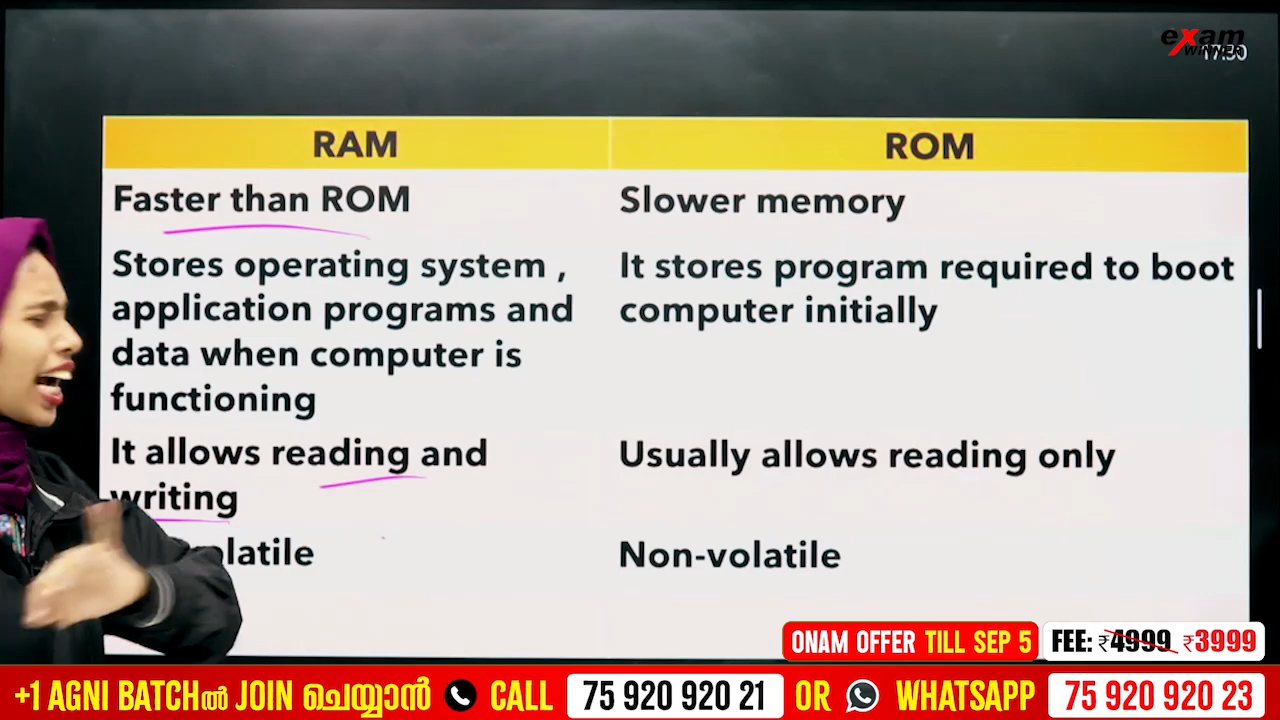 exam
WINNER
17:30
RAM
ROM
Faster than ROM
Slower memory
Stores operating system ,
application programs and
data when computer is
functioning
It stores program required to boot
computer initially
It allows reading and
writing
Usually allows reading only
Non-volatile
ONAM OFFER TILL SEP 5
FEE: ₹4999 ₹3999
+1 AGNI BATCHൽ JOIN ചെയ്യാൻ CALL 75 920 920 21 OR WHATSAPP 75 920 920 23